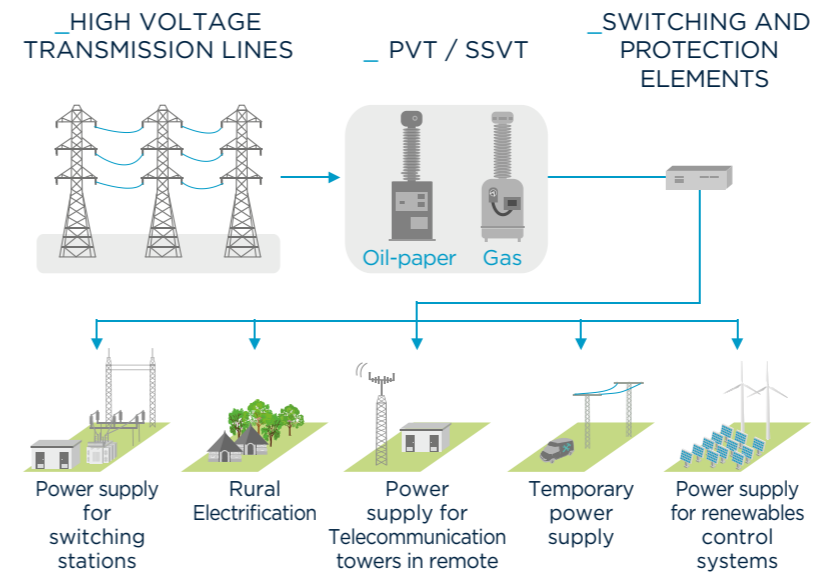 _HIGH VOLTAGE
TRANSMISSION LINES
_ PVT / SSVT
_SWITCHING AND
PROTECTION
ELEMENTS
Oil-paper
Gas
Power supply
for
switching
stations
Rural
Electrification
Power
supply for
Telecommunication
towers in remote
Temporary
power
supply
Power supply
for renewables
control
systems